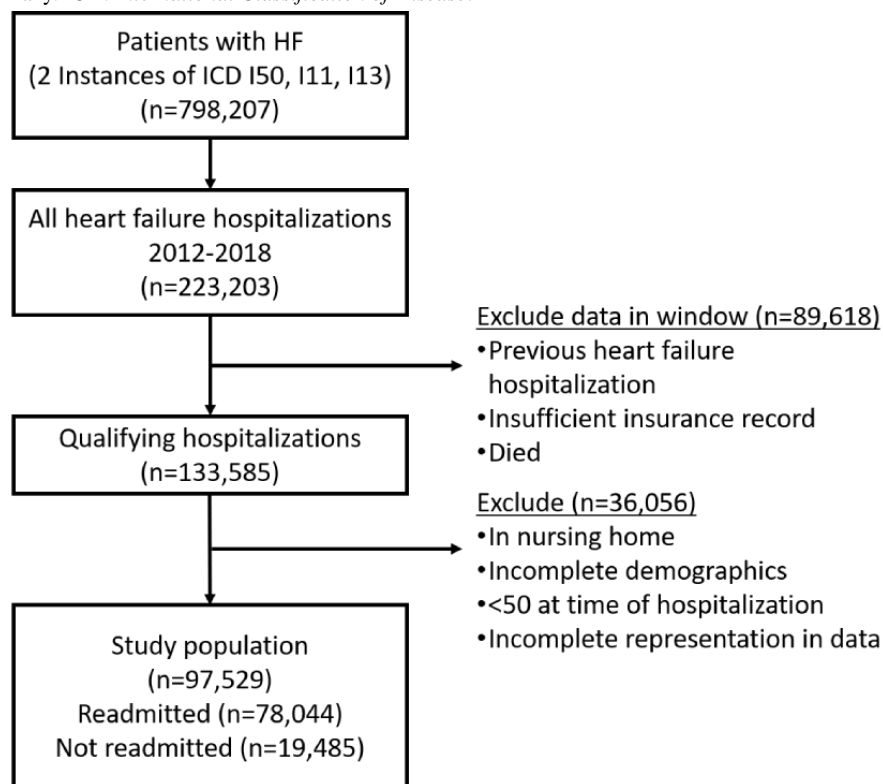 Patients with HF
(2 Instances of ICD I50, I11, I13)
(n=798,207)
All heart failure hospitalizations
2012-2018
(n=223,203)
Exclude data in window (n=89,618)
•Previous heart failure
hospitalization
•Insufficient insurance record
•Died
Qualifying hospitalizations
(n=133,585)
Exclude (n=36,056)
•In nursing home
•Incomplete demographics
•<50 at time of hospitalization
•Incomplete representation in data
Study population
(n=97,529)
Readmitted (n=78,044)
Not readmitted (n=19,485)